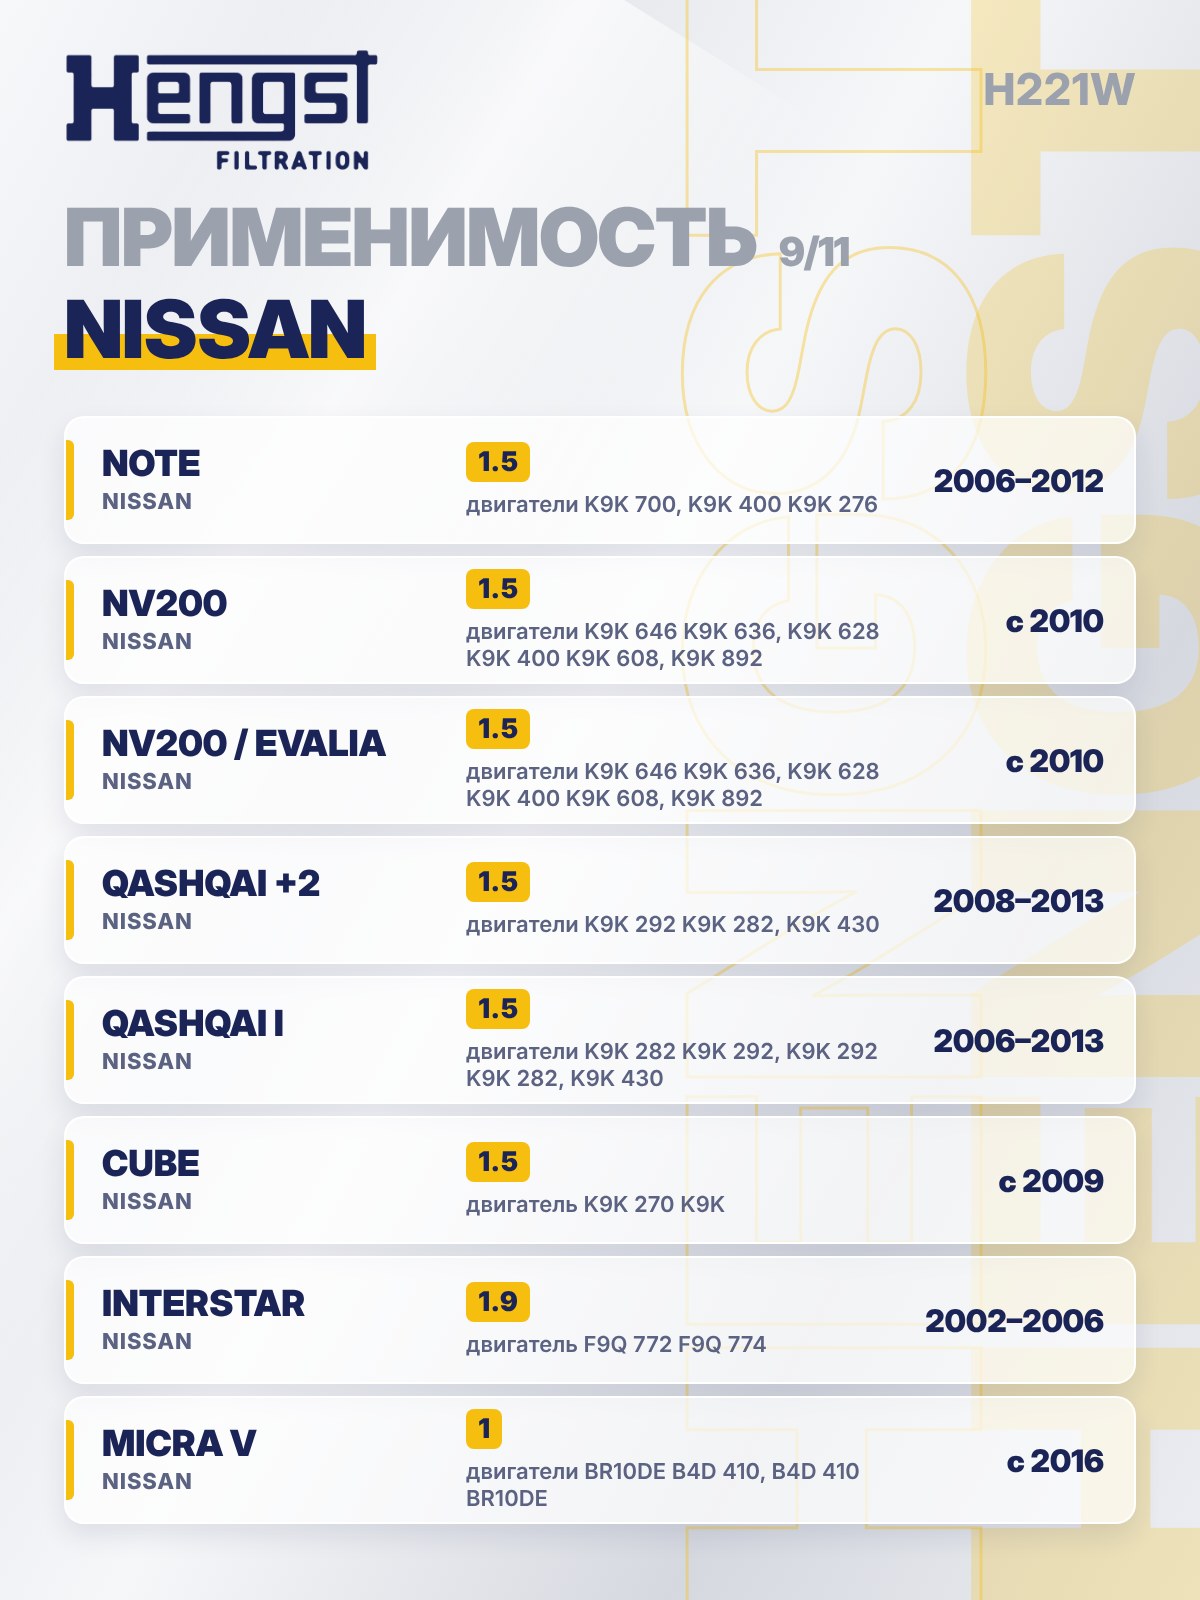 Hengst
FILTRATION
H221W
ПРИМЕНИМОСТЬ 9/11
NISSAN
NOTE
NISSAN
1.5
двигатели K9K 700, K9K 400 K9K 276
2006–2012
NV200
NISSAN
1.5
двигатели K9K 646 K9K 636, K9K 628
K9K 400 K9K 608, K9K 892
с 2010
NV200 / EVALIA
NISSAN
1.5
двигатели K9K 646 K9K 636, K9K 628
K9K 400 K9K 608, K9K 892
с 2010
QASHQAI +2
NISSAN
1.5
двигатели K9K 292 K9K 282, K9K 430
2008–2013
QASHQAI I
NISSAN
1.5
двигатели K9K 282 K9K 292, K9K 292
K9K 282, K9K 430
2006–2013
CUBE
NISSAN
1.5
двигатель K9K 270 K9K
с 2009
INTERSTAR
NISSAN
1.9
двигатель F9Q 772 F9Q 774
2002–2006
MICRA V
NISSAN
1
двигатели BR10DE B4D 410, B4D 410
BR10DE
с 2016
HENGST
HENGST